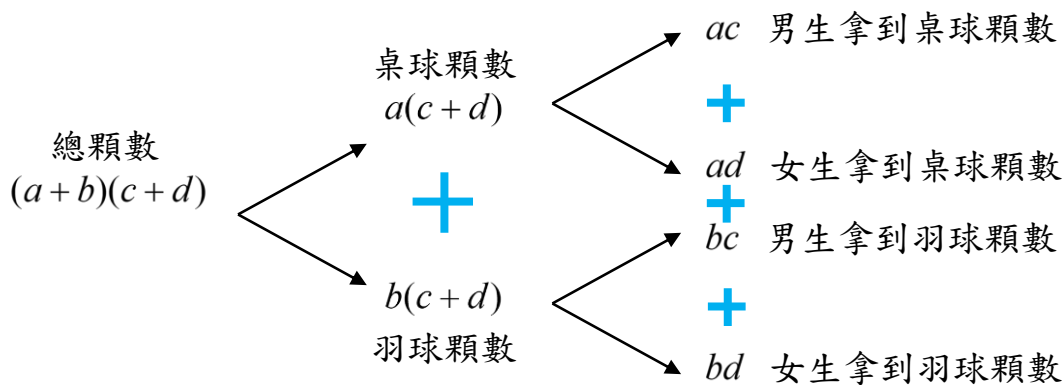 總顆數
(a + b)(c + d)
桌球顆數
a(c + d)
+
b(c + d)
羽球顆數
ac 男生拿到桌球顆數
+
ad 女生拿到桌球顆數
+
bc 男生拿到羽球顆數
+
bd 女生拿到羽球顆數